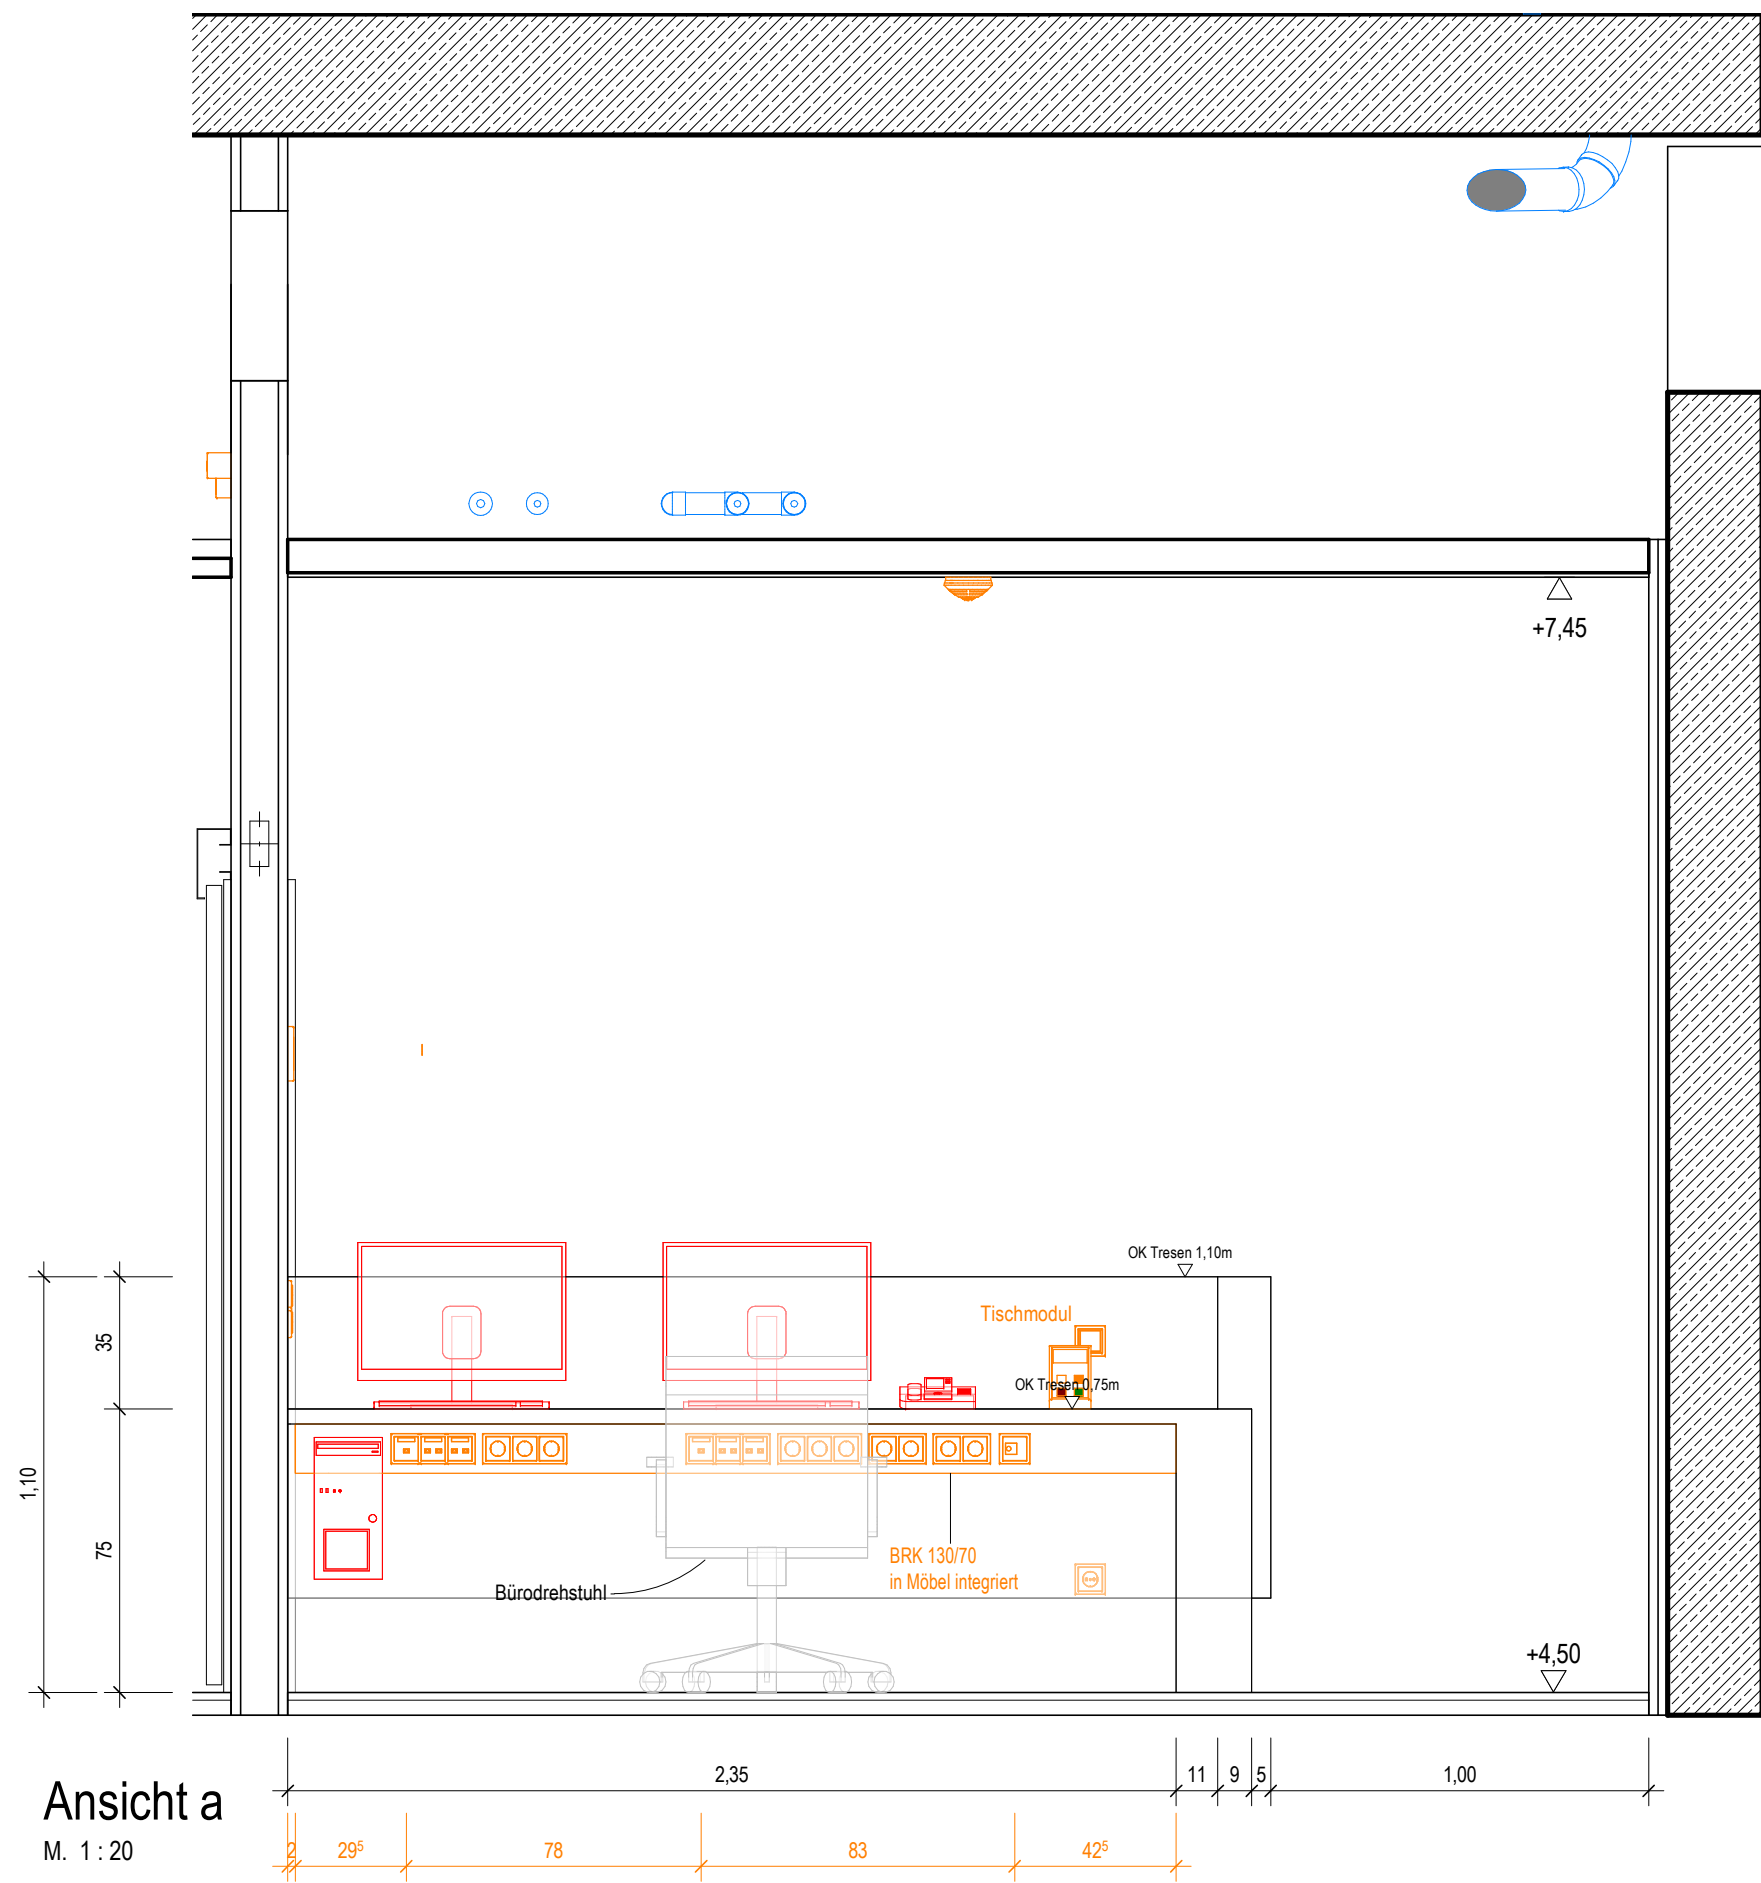 +7,45
OK Tresen 1,10m
Tischmodul
OK Tresen 0,75m
35
1,10
75
BRK 130/70
in Möbel integriert
Bürodrehstuhl
+4,50
2,35
11
9
5
1,00
Ansicht a
M. 1 : 20
2
29⁵
78
83
42⁵